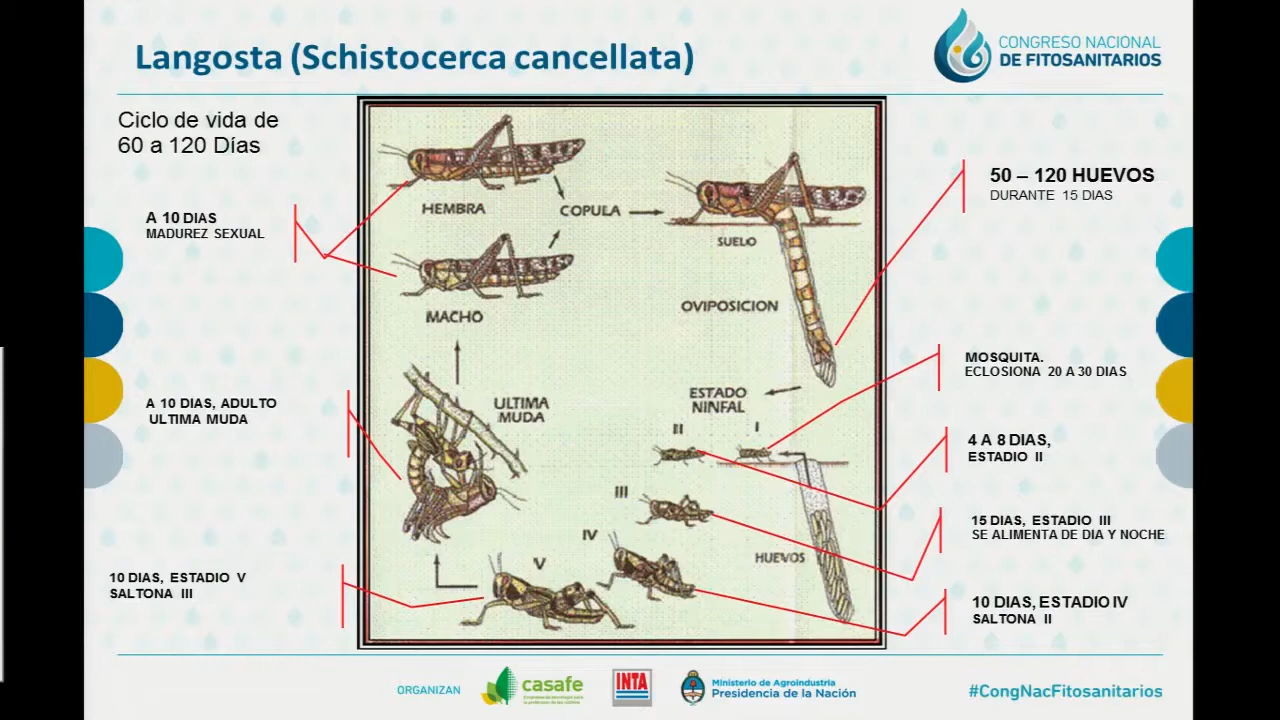 Langosta (Schistocerca cancellata)
CONGRESO NACIONAL
DE FITOSANITARIOS
Ciclo de vida de
60 a 120 Días
A 10 DIAS
MADUREZ SEXUAL
A 10 DIAS, ADULTO
ULTIMA MUDA
10 DIAS, ESTADIO V
SALTONA III
HEMBRA
COPULA
MACHO
SUELO
OVIPOSICION
ULTIMA
MUDA
ESTADO
NINFAL
I
II
III
IV
V
HUEVOS
50 – 120 HUEVOS
DURANTE 15 DIAS
MOSQUITA.
ECLOSIONA 20 A 30 DIAS
4 A 8 DIAS,
ESTADIO II
15 DIAS, ESTADIO III
SE ALIMENTA DE DIA Y NOCHE
10 DIAS, ESTADIO IV
SALTONA II
ORGANIZAN
casafe
INTA
Ministerio de Agroindustria
Presidencia de la Nación
#CongNacFitosanitarios